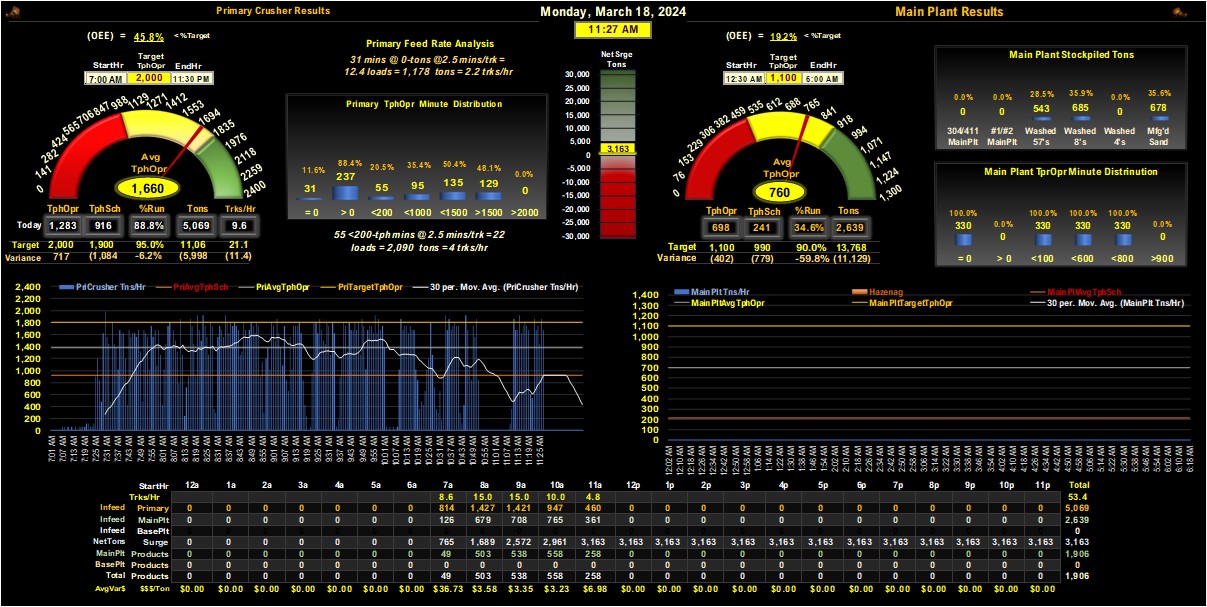 Primary Crusher Results
Monday, March 18, 2024
Main Plant Results
11:27 AM
(OEE) = 45.8% <%Target
StartHr Target TphOpr EndHr
7:00 AM 2,000 11:30 PM
0 141 282 424 565 706 847 988 1129 1271 1412 1553 1694 1835 1976 2118 2259 2400
Avg
TphOpr
1,660
TphOpr TphSch %Run Tons Trks/Hr
Today 1,283 916 88.8% 5,069 9.6
Target 2,000 1,900 95.0% 11,06 21.1
Variance 717 (1,084 -6.2% (5,998 (11.4)
Primary Feed Rate Analysis
31 mins @ 0-tons @2.5 mins/trk =
12.4 loads = 1,178 tons = 2.2 trks/hr
Primary TphOpr Minute Distribution
11.6% 88.4% 20.5% 35.4% 50.4% 48.1% 0.0%
31 237 55 95 135 129 0
= 0 > 0 <200 <1000 <1500 >1500 >2000
55 <200-tph mins @ 2.5 mins/trk = 22
loads = 2,090 tons = 4 trks/hr
Net Srge
Tons
30,000
25,000
20,000
15,000
10,000
5,000
3,163
0
-5,000
-10,000
-15,000
-20,000
-25,000
-30,000
(OEE) = 19.2% <%Target
StartHr Target TphOpr EndHr
12:30 AM 1,100 6:00 AM
0 76 153 229 306 382 459 535 612 688 765 841 918 994 1,071 1,147 1,224 1,300
Avg
TphOpr
760
TphOpr TphSch %Run Tons
698 241 34.6% 2,639
Target 1,100 990 90.0% 13,768
Variance (402) (779) -59.8% (11,129)
Main Plant Stockpiled Tons
0.0% 0.0% 28.5% 35.9% 0.0% 35.6%
0 0 543 685 0 678
304/411 #1/#2 Washed Washed Washed Mfg'd
MainPlt MainPlt 57's 8's 4's Sand
Main Plant TprOpr Minute Distrinution
100.0% 0.0% 100.0% 100.0% 100.0% 0.0%
330 0 330 330 330 0
= 0 > 0 <100 <600 <800 >900
PriCrusher Tns/Hr PriAvgTphSch PriAvgTphOpr PriTargetTphOpr 30 per. Mov. Avg. (PriCrusher Tns/Hr)
2,400
2,200
2,000
1,800
1,600
1,400
1,200
1,000
800
600
400
200
0
7:01 AM 7:07 AM 7:13 AM 7:19 AM 7:25 AM 7:31 AM 7:37 AM 7:43 AM 7:49 AM 7:55 AM 8:01 AM 8:07 AM 8:13 AM 8:19 AM 8:25 AM 8:31 AM 8:37 AM 8:43 AM 8:49 AM 8:55 AM 9:01 AM 9:07 AM 9:13 AM 9:19 AM 9:25 AM 9:31 AM 9:37 AM 9:43 AM 9:49 AM 9:55 AM 10:01 AM 10:07 AM 10:13 AM 10:19 AM 10:25 AM 10:31 AM 10:37 AM 10:43 AM 10:49 AM 10:55 AM 11:01 AM 11:07 AM 11:13 AM 11:19 AM 11:25 AM
MainPlt Tns/Hr Hazenag MainPltAvgTphSch
MainPltAvgTphOpr MainPltTargetTphOpr 30 per. Mov. Avg. (MainPlt Tns/Hr)
1,400
1,300
1,200
1,100
1,000
900
800
700
600
500
400
300
200
100
0
12:02 AM 12:10 AM 12:18 AM 12:26 AM 12:34 AM 12:42 AM 12:50 AM 12:58 AM 1:06 AM 1:14 AM 1:22 AM 1:30 AM 1:38 AM 1:46 AM 1:54 AM 2:02 AM 2:10 AM 2:18 AM 2:26 AM 2:34 AM 2:42 AM 2:50 AM 2:58 AM 3:06 AM 3:14 AM 3:22 AM 3:30 AM 3:38 AM 3:46 AM 3:54 AM 4:02 AM 4:10 AM 4:18 AM 4:26 AM 4:34 AM 4:42 AM 4:50 AM 4:58 AM 5:06 AM 5:14 AM 5:22 AM 5:30 AM 5:38 AM 5:46 AM 5:54 AM 6:02 AM 6:10 AM 6:18 AM
StartHr 12a 1a 2a 3a 4a 5a 6a 7a 8a 9a 10a 11a 12p 1p 2p 3p 4p 5p 6p 7p 8p 9p 10p 11p Total
Trks/Hr 8.6 15.0 15.0 10.0 4.8 53.4
Infeed Primary 0 0 0 0 0 0 0 814 1,427 1,421 947 460 0 0 0 0 0 0 0 0 0 0 0 0 5,069
Infeed MainPlt 0 0 0 0 0 0 0 126 679 708 765 361 0 0 0 0 0 0 0 0 0 0 0 0 2,639
Infeed BasePlt 0
NetTons Surge 0 0 0 0 0 0 0 765 1,689 2,572 2,961 3,163 3,163 3,163 3,163 3,163 3,163 3,163 3,163 3,163 3,163 3,163 3,163 3,163 3,163
MainPlt Products 0 0 0 0 0 0 0 49 503 538 558 258 0 0 0 0 0 0 0 0 0 0 0 0 1,906
BasePlt Products 0 0 0 0 0 0 0 0 0 0 0 0 0 0 0 0 0 0 0 0 0 0 0 0 0
Total Products 49 503 538 558 258 0 0 0 0 0 0 0 0 0 0 0 0 1,906
AvgVar$ $$$/Ton $0.00 $0.00 $0.00 $0.00 $0.00 $0.00 $0.00 $36.73 $3.58 $3.35 $3.23 $6.98 $0.00 $0.00 $0.00 $0.00 $0.00 $0.00 $0.00 $0.00 $0.00 $0.00 $0.00 $0.00